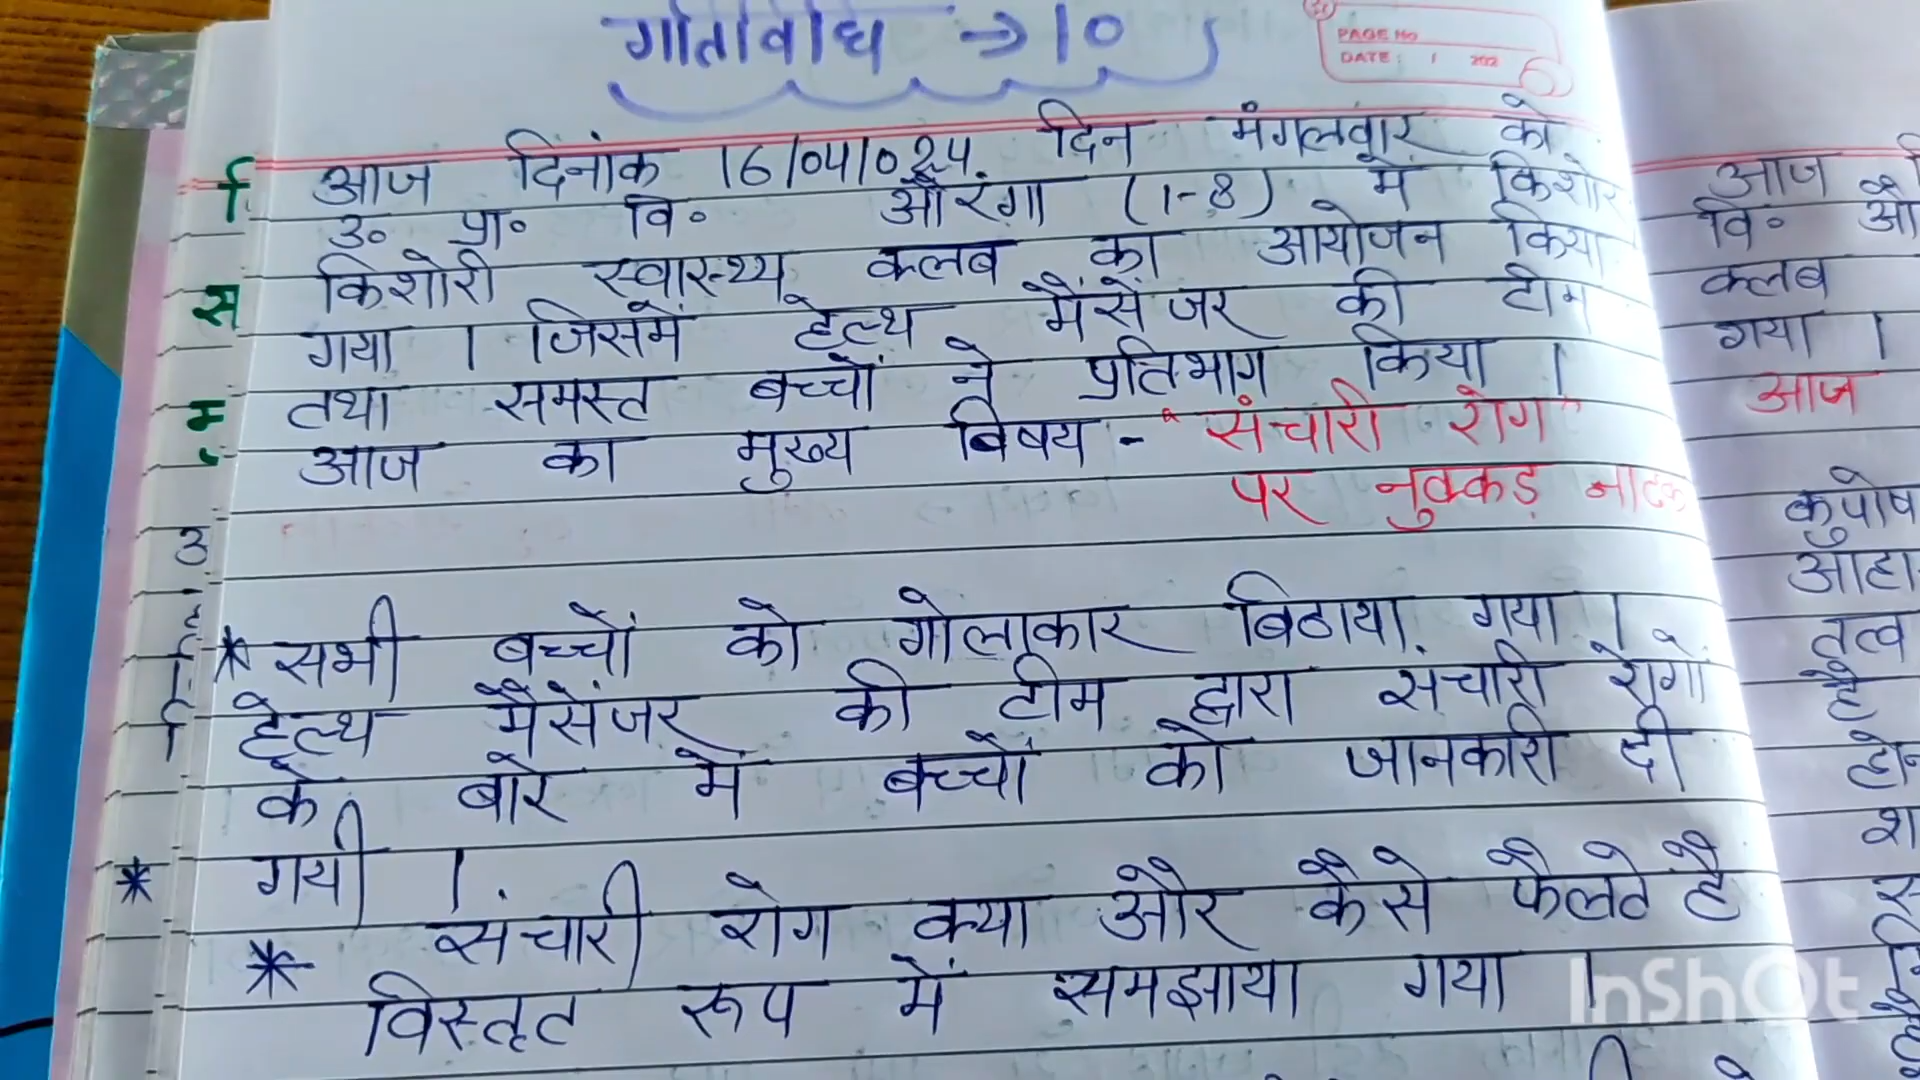 गतिविधि → 10
PAGE NO
DATE: 1 202
आज दिनांक 16/04/024 दिन मंगलवार को
उ० प्रा० वि० औरंगा (1-8) में किशोर
किशोरी स्वास्थ्य क्लब का आयोजन किया
गया । जिसमें हेल्थ मैसेंजर की टीम
तथा समस्त बच्चों ने प्रतिभाग किया ।
आज का मुख्य विषय - "संचारी रोग"
पर नुक्कड़ नाटक
* सभी बच्चों को गोलाकार बिठाया गया ।
हेल्थ मैसेंजर की टीम द्वारा संचारी रोगों
के बारे में बच्चों को जानकारी दी
गयी ।
* संचारी रोग क्या और कैसे फैलते है
विस्तृत रूप में समझाया गया ।
आज
वि० औ
क्लब
गया ।
आज
कुपोष
आहा
तत्व
है
होन
InShOt